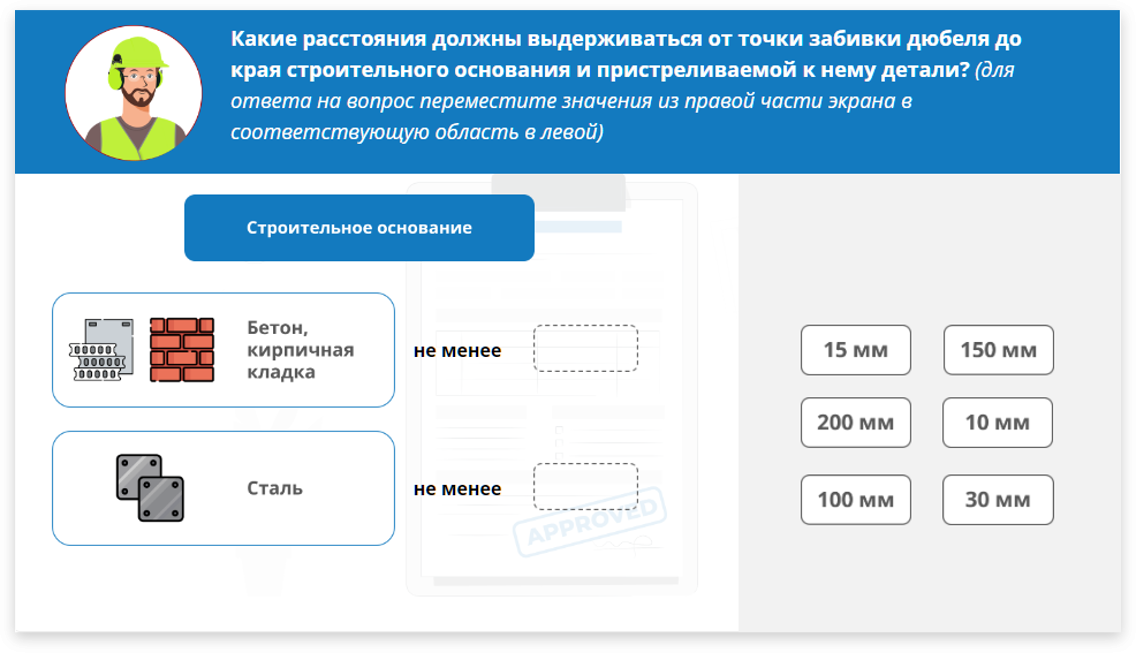 Какие расстояния должны выдерживаться от точки забивки дюбеля до
края строительного основания и пристреливаемой к нему детали? (для
ответа на вопрос переместите значения из правой части экрана в
соответствующую область в левой)
Строительное основание
Бетон,
кирпичная
кладка
не менее
Сталь
не менее
APPROVED
15 мм
150 мм
200 мм
10 мм
100 мм
30 мм